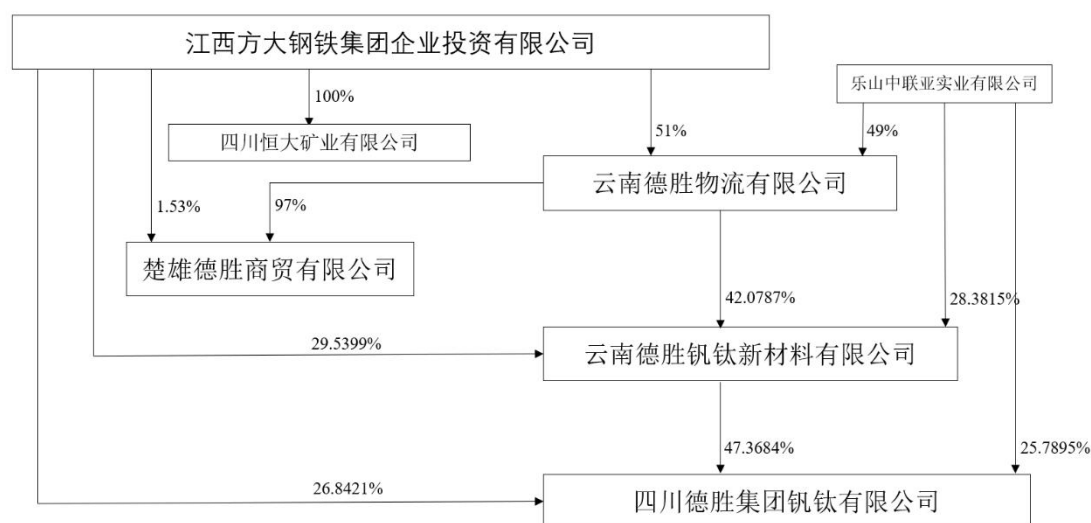 江西方大钢铁集团企业投资有限公司
乐山中联亚实业有限公司
100%
51%
49%
四川恒大矿业有限公司
云南德胜物流有限公司
1.53%
97%
楚雄德胜商贸有限公司
42.0787%
28.3815%
29.5399%
云南德胜钒钛新材料有限公司
47.3684%
25.7895%
26.8421%
四川德胜集团钒钛有限公司